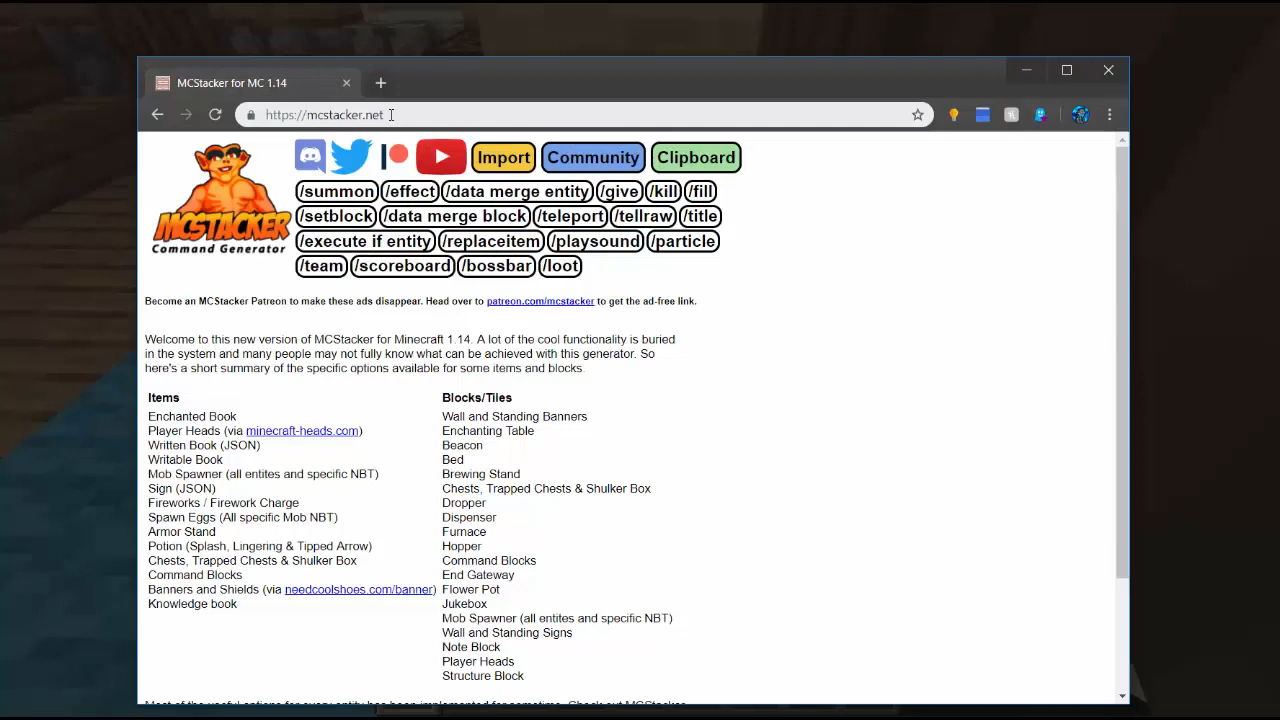 MCStacker for MC 1.14
https://mcstacker.net
MCSTACKER
Command Generator
Import Community Clipboard
/summon /effect /data merge entity /give /kill /fill
/setblock /data merge block /teleport /tellraw /title
/execute if entity /replaceitem /playsound /particle
/team /scoreboard /bossbar /loot
Become an MCStacker Patreon to make these ads disappear. Head over to patreon.com/mcstacker to get the ad-free link.
Welcome to this new version of MCStacker for Minecraft 1.14. A lot of the cool functionality is buried
in the system and many people may not fully know what can be achieved with this generator. So
here's a short summary of the specific options available for some items and blocks.
Items
Enchanted Book
Player Heads (via minecraft-heads.com)
Written Book (JSON)
Writable Book
Mob Spawner (all entites and specific NBT)
Sign (JSON)
Fireworks / Firework Charge
Spawn Eggs (All specific Mob NBT)
Armor Stand
Potion (Splash, Lingering & Tipped Arrow)
Chests, Trapped Chests & Shulker Box
Command Blocks
Banners and Shields (via needcoolshoes.com/banner)
Knowledge book
Blocks/Tiles
Wall and Standing Banners
Enchanting Table
Beacon
Bed
Brewing Stand
Chests, Trapped Chests & Shulker Box
Dropper
Dispenser
Furnace
Hopper
Command Blocks
End Gateway
Flower Pot
Jukebox
Mob Spawner (all entites and specific NBT)
Wall and Standing Signs
Note Block
Player Heads
Structure Block